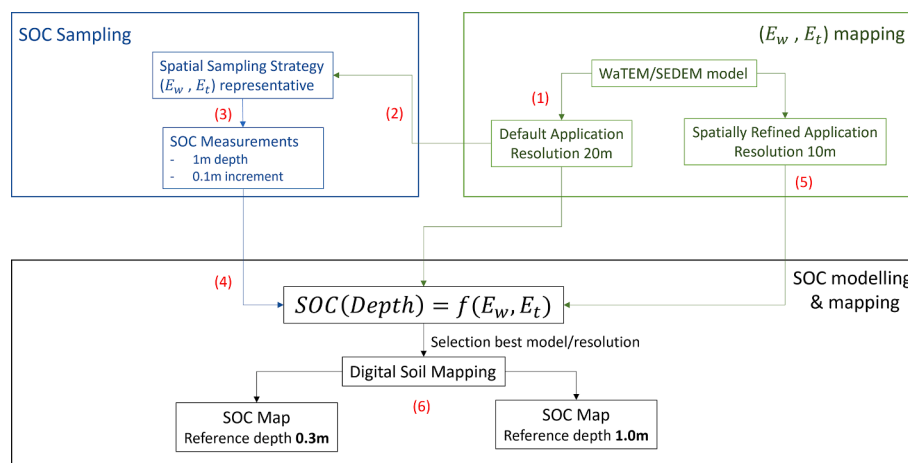 SOC Sampling
Spatial Sampling Strategy
(E_w , E_t) representative
(3)
SOC Measurements
- 1m depth
- 0.1m increment
(2)
(E_w , E_t) mapping
WaTEM/SEDEM model
(1)
Default Application
Resolution 20m
Spatially Refined Application
Resolution 10m
(5)
(4)
SOC modelling
& mapping
SOC(Depth) = f(E_w, E_t)
Selection best model/resolution
Digital Soil Mapping
(6)
SOC Map
Reference depth 0.3m
SOC Map
Reference depth 1.0m